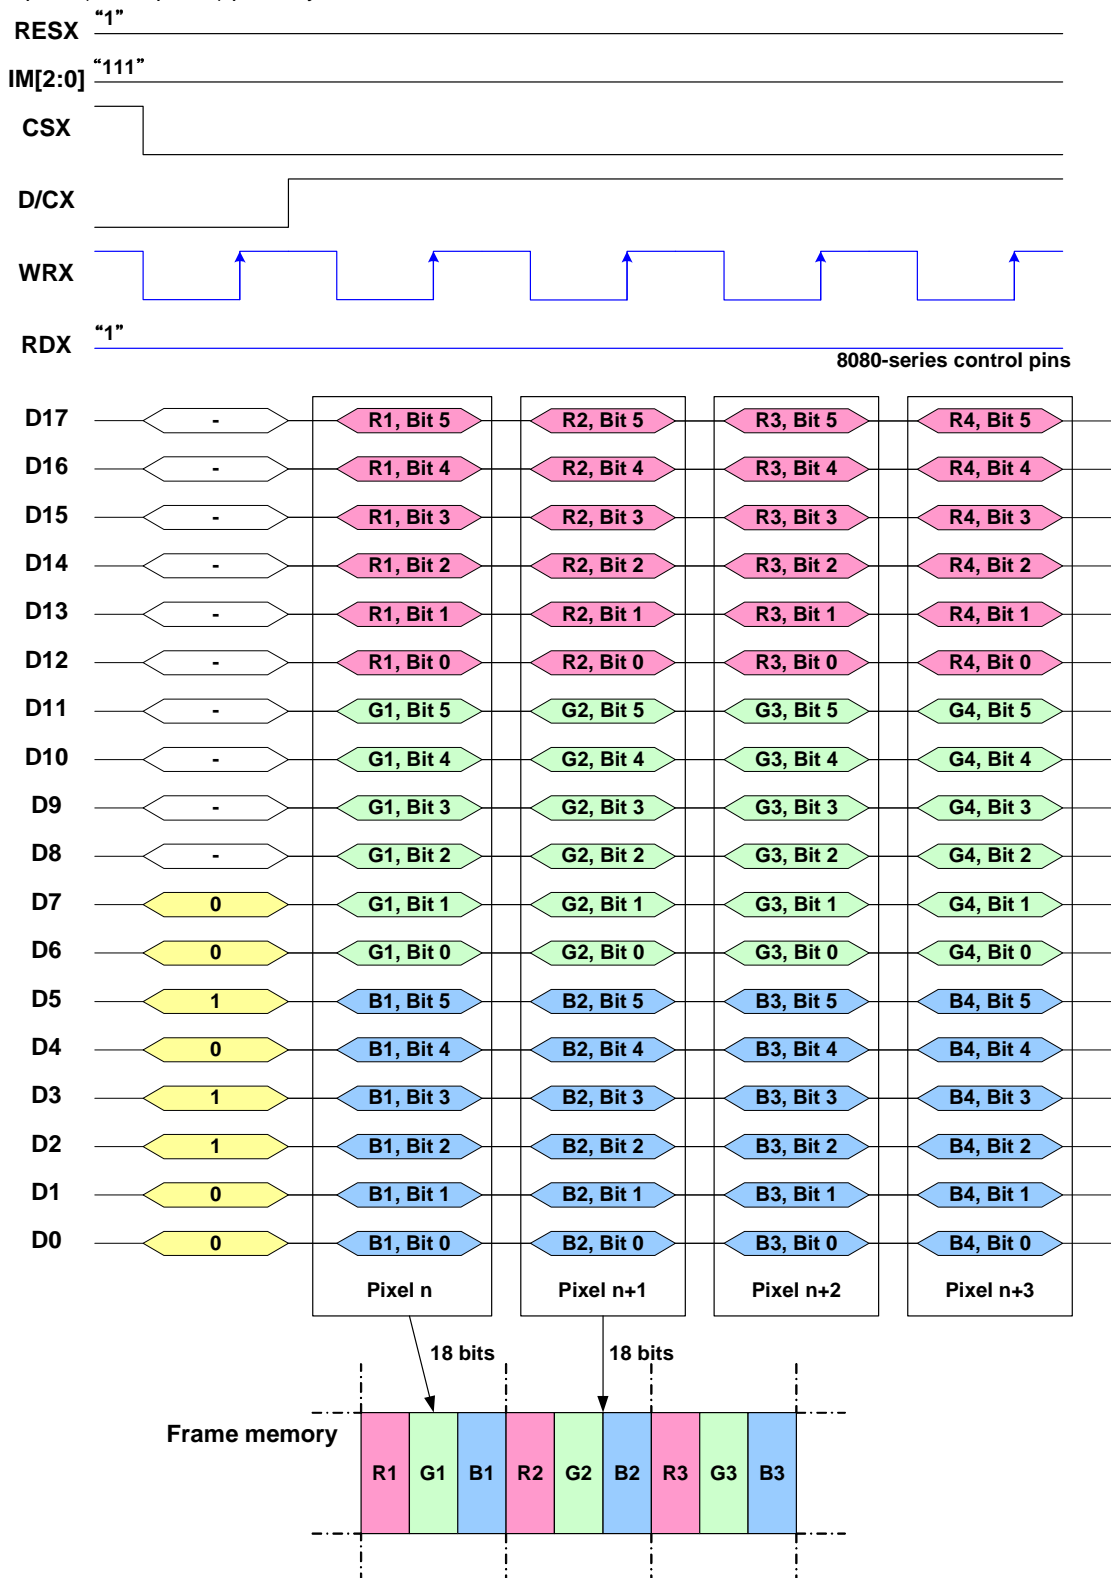 RESX "1"
IM[2:0] "111"
CSX
D/CX
WRX
RDX "1"
8080-series control pins
D17 - R1, Bit 5 R2, Bit 5 R3, Bit 5 R4, Bit 5
D16 - R1, Bit 4 R2, Bit 4 R3, Bit 4 R4, Bit 4
D15 - R1, Bit 3 R2, Bit 3 R3, Bit 3 R4, Bit 3
D14 - R1, Bit 2 R2, Bit 2 R3, Bit 2 R4, Bit 2
D13 - R1, Bit 1 R2, Bit 1 R3, Bit 1 R4, Bit 1
D12 - R1, Bit 0 R2, Bit 0 R3, Bit 0 R4, Bit 0
D11 - G1, Bit 5 G2, Bit 5 G3, Bit 5 G4, Bit 5
D10 - G1, Bit 4 G2, Bit 4 G3, Bit 4 G4, Bit 4
D9 - G1, Bit 3 G2, Bit 3 G3, Bit 3 G4, Bit 3
D8 - G1, Bit 2 G2, Bit 2 G3, Bit 2 G4, Bit 2
D7 0 G1, Bit 1 G2, Bit 1 G3, Bit 1 G4, Bit 1
D6 0 G1, Bit 0 G2, Bit 0 G3, Bit 0 G4, Bit 0
D5 1 B1, Bit 5 B2, Bit 5 B3, Bit 5 B4, Bit 5
D4 0 B1, Bit 4 B2, Bit 4 B3, Bit 4 B4, Bit 4
D3 1 B1, Bit 3 B2, Bit 3 B3, Bit 3 B4, Bit 3
D2 1 B1, Bit 2 B2, Bit 2 B3, Bit 2 B4, Bit 2
D1 0 B1, Bit 1 B2, Bit 1 B3, Bit 1 B4, Bit 1
D0 0 B1, Bit 0 B2, Bit 0 B3, Bit 0 B4, Bit 0
Pixel n Pixel n+1 Pixel n+2 Pixel n+3
18 bits 18 bits
Frame memory
R1 G1 B1 R2 G2 B2 R3 G3 B3